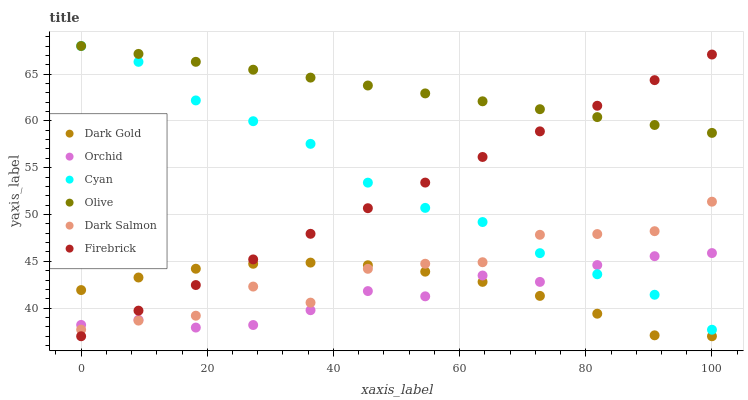 title
yaxis_label
65
60
55
50
45
40
Dark Gold
Orchid
Cyan
Olive
Dark Salmon
Firebrick
0 20 40 60 80 100
xaxis_label